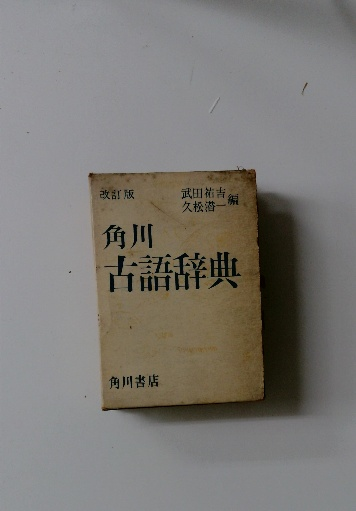 改訂版
武田祐吉
久松潜一 編
角川
古語辞典
角川書店